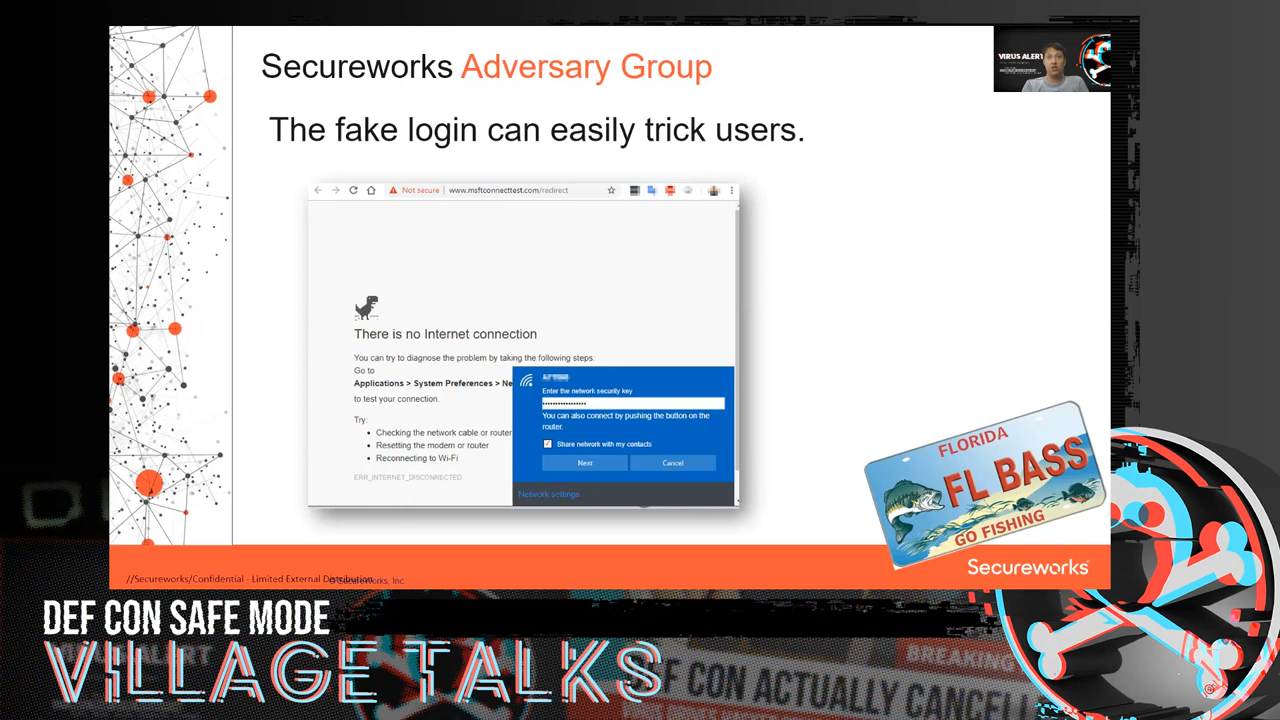 Secureworks Adversary Group
VIRUS ALERT
The fake login can easily trick users.
Not secure | www.msftconnecttest.com/redirect
There is no Internet connection
You can try to diagnose the problem by taking the following steps:
Go to
Applications > System Preferences > Ne
to test your connection.
Try:
Checking the network cable or router
Resetting the modem or router
Reconnecting to Wi-Fi
ERR_INTERNET_DISCONNECTED
Enter the network security key
You can also connect by pushing the button on the
router.
Share network with my contacts
Next
Cancel
Network settings
FLORIDA
FL BASS
GO FISHING
Secureworks
//Secureworks/Confidential - Limited External Distribution
© SecureWorks, Inc
DEF CON SAFE MODE
VILLAGE TALKS
BREAKING
DEF CON ACTUALLY CANCELL